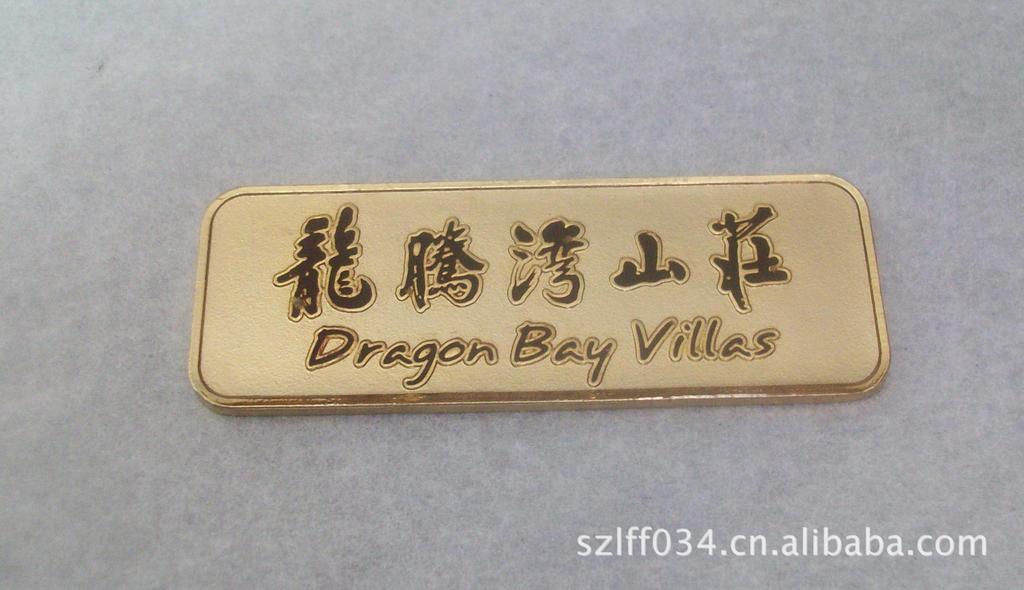 龍騰湾山莊
Dragon Bay Villas
szlff034.cn.alibaba.com